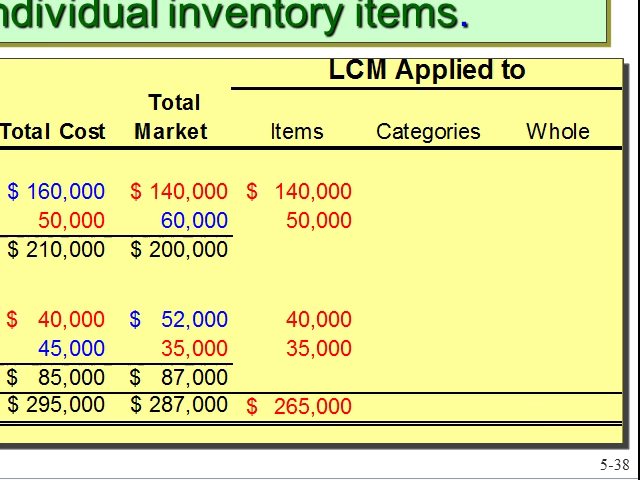 ndividual inventory items.
LCM Applied to
Total
Total Cost Market Items Categories Whole
$ 160,000 $ 140,000 $ 140,000
50,000 60,000 50,000
$ 210,000 $ 200,000
$ 40,000 $ 52,000 40,000
45,000 35,000 35,000
$ 85,000 $ 87,000
$ 295,000 $ 287,000 $ 265,000
5-38